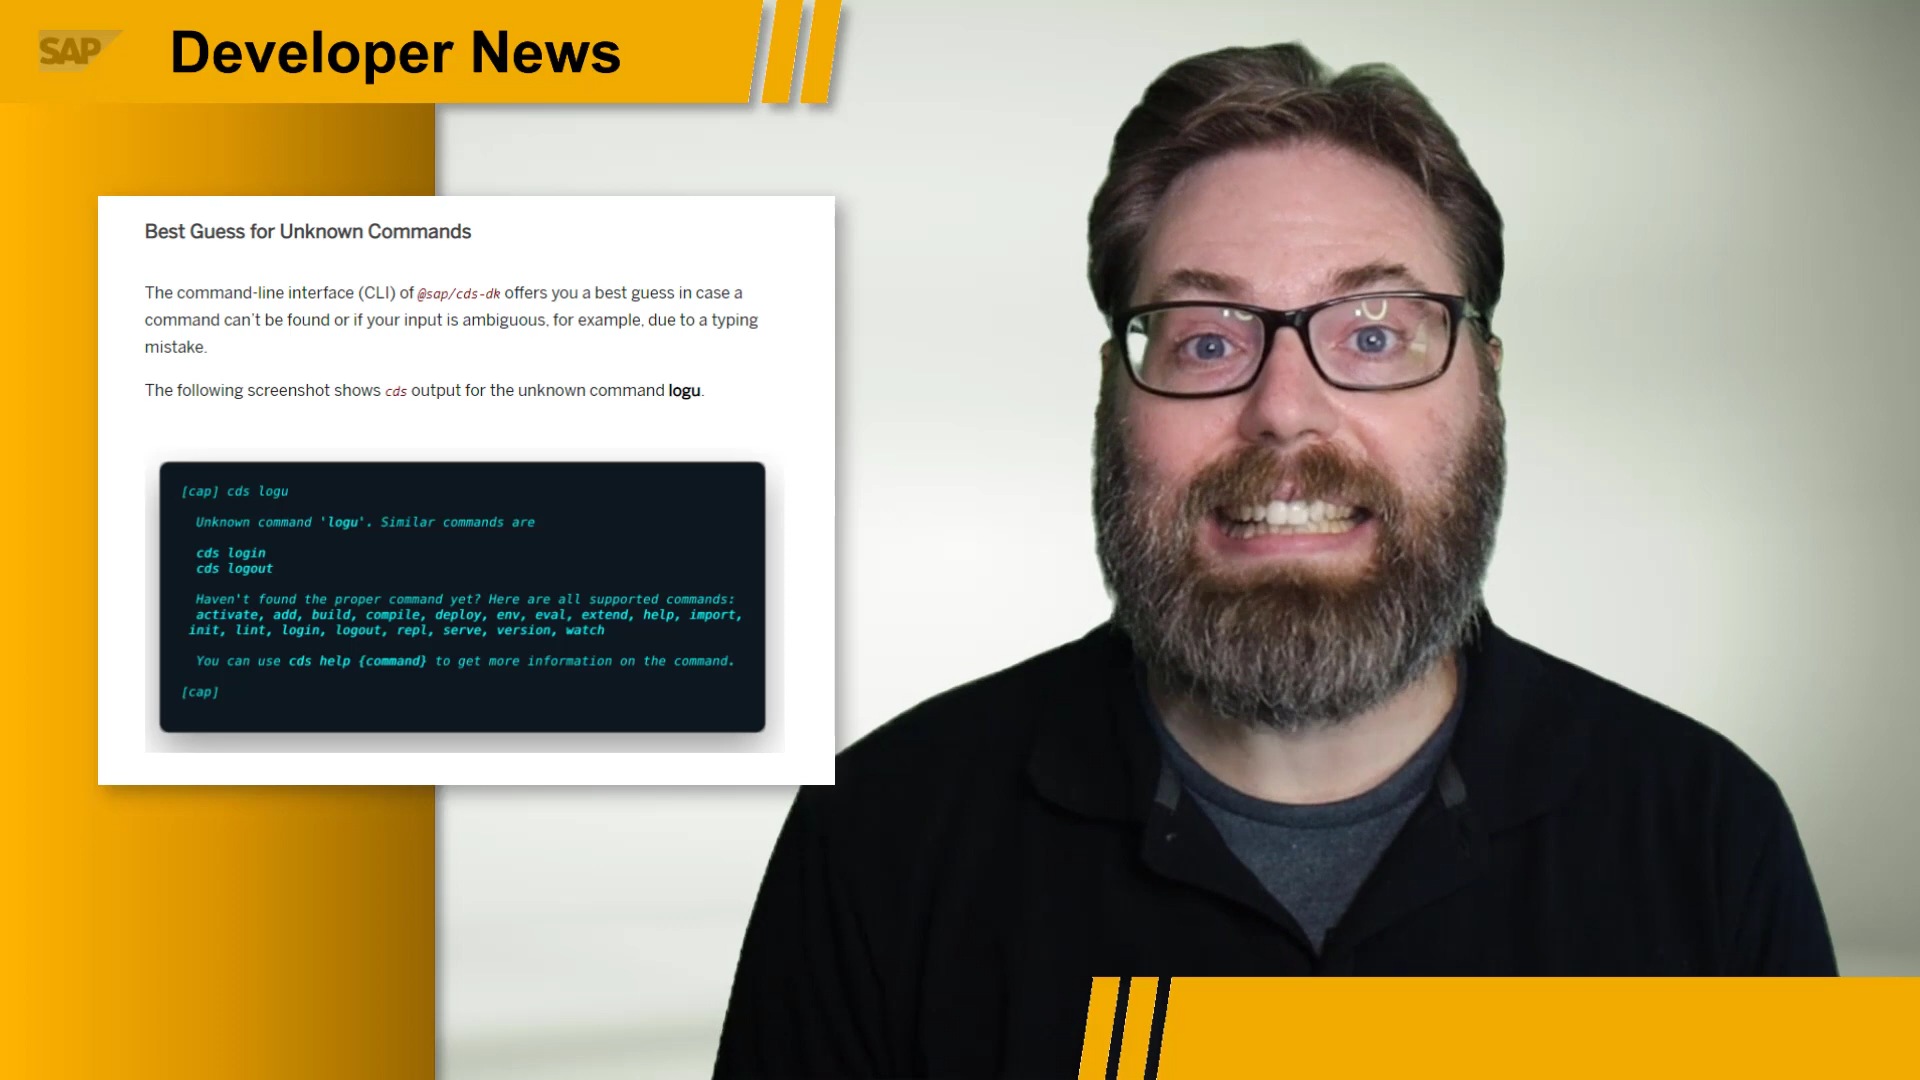 SAP
Developer News
Best Guess for Unknown Commands
The command-line interface (CLI) of @sap/cds-dk offers you a best guess in case a
command can't be found or if your input is ambiguous, for example, due to a typing
mistake.
The following screenshot shows cds output for the unknown command logu.
[cap] cds logu
Unknown command 'logu'. Similar commands are
cds login
cds logout
Haven't found the proper command yet? Here are all supported commands:
activate, add, build, compile, deploy, env, eval, extend, help, import,
init, lint, login, logout, repl, serve, version, watch
You can use cds help {command} to get more information on the command.
[cap]